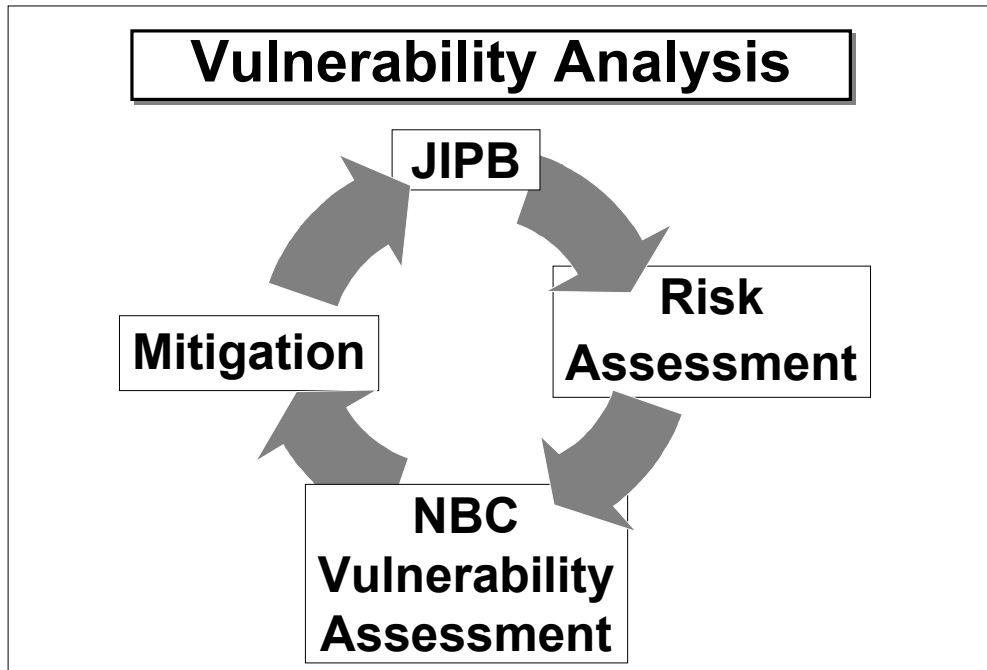 Vulnerability Analysis
JIPB
Risk
Assessment
NBC
Vulnerability
Assessment
Mitigation